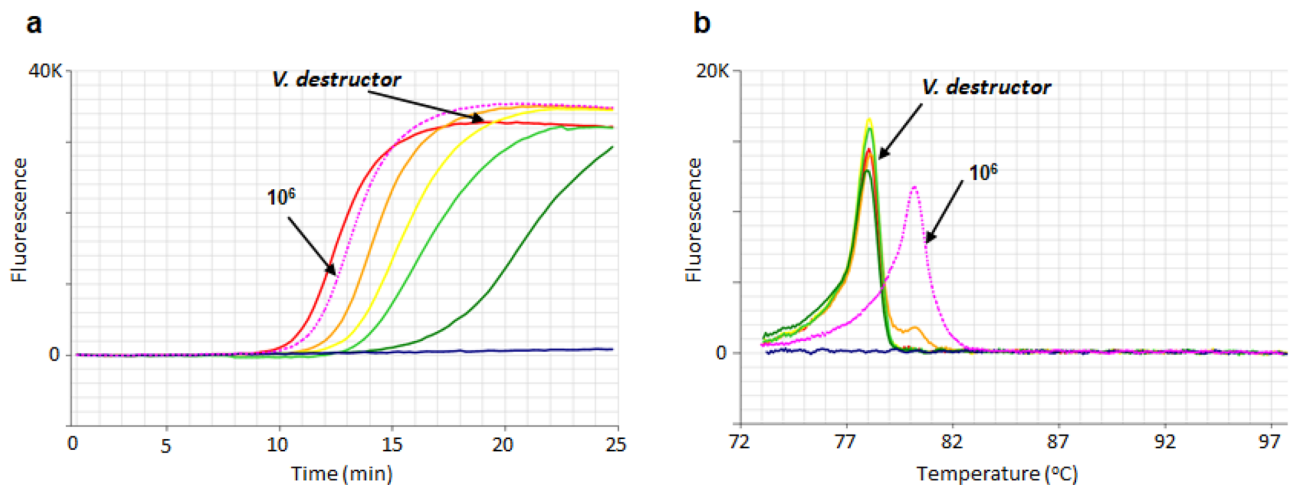 a
40K
V. destructor
10⁶
0
Fluorescence
0 5 10 15 20 25
Time (min)
b
20K
V. destructor
10⁶
0
Fluorescence
72 77 82 87 92 97
Temperature (°C)